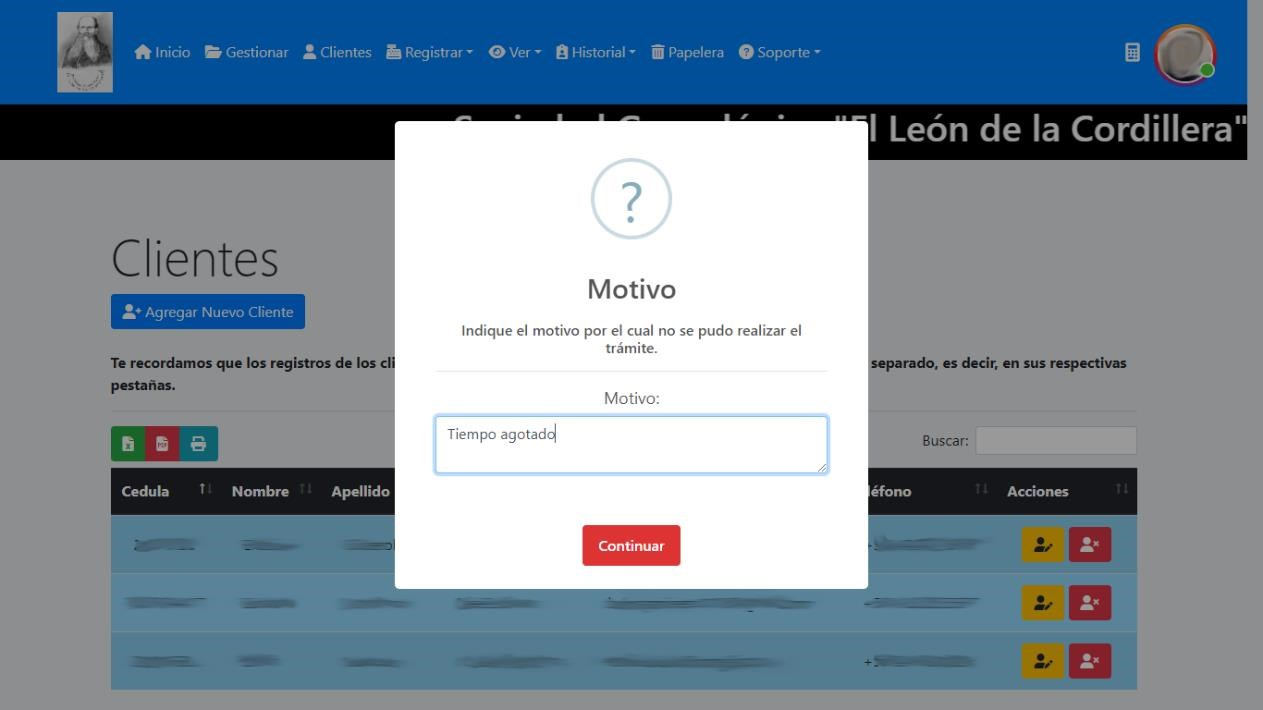 Inicio Gestionar Clientes Registrar Ver Historial Papelera Soporte
"El León de la Cordillera"
Clientes
Agregar Nuevo Cliente
Te recordamos que los registros de los separado, es decir, en sus respectivas
pestañas.
Motivo
Indique el motivo por el cual no se pudo realizar el
trámite.
Motivo:
Tiempo agotado
Buscar:
Cedula Nombre Apellido Acciones
Continuar